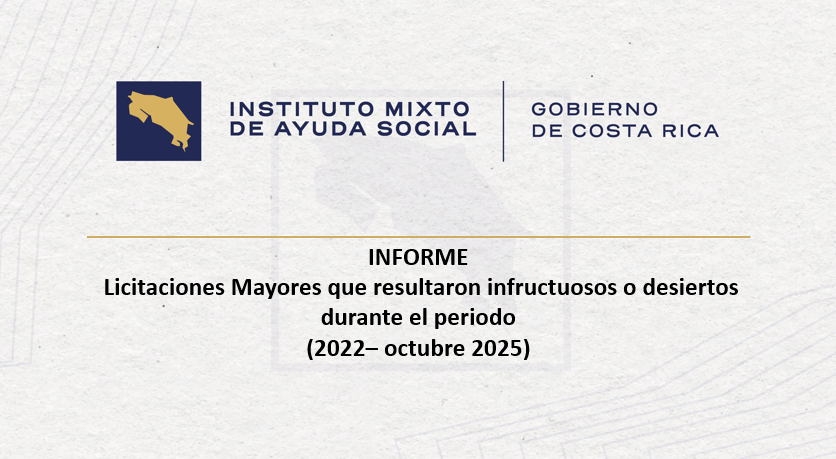 INSTITUTO MIXTO
DE AYUDA SOCIAL
GOBIERNO
DE COSTA RICA
INFORME
Licitaciones Mayores que resultaron infructuosos o desiertos
durante el periodo
(2022– octubre 2025)